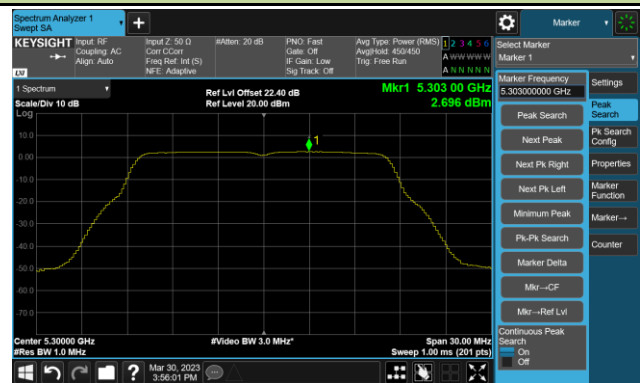 Spectrum Analyzer 1
Swept SA
Marker
KEYSIGHT
Input: RF
Coupling: AC
Align: Auto
Input Z: 50 Ω
Corr CCorr
Freq Ref: Int (S)
NFE: Adaptive
#Atten: 20 dB
PNO: Fast
Gate: Off
IF Gain: Low
Sig Track: Off
Avg Type: Power (RMS)
Avg|Hold: 450/450
Trig: Free Run
1 2 3 4 5 6
A W W W W W
A N N N N N
LXI
Select Marker
Marker 1
1 Spectrum
Scale/Div 10 dB
Ref Lvl Offset 22.40 dB
Ref Level 20.00 dBm
Mkr1 5.303 00 GHz
2.696 dBm
Log
10.0
0.00
-10.0
-20.0
-30.0
-40.0
-50.0
-60.0
-70.0
1
Center 5.30000 GHz
#Res BW 1.0 MHz
#Video BW 3.0 MHz*
Span 30.00 MHz
Sweep 1.00 ms (201 pts)
Marker Frequency
5.303000000 GHz
Peak Search
Next Peak
Next Pk Right
Next Pk Left
Minimum Peak
Pk-Pk Search
Marker Delta
Mkr→CF
Mkr→Ref Lvl
Continuous Peak
Search
On
Off
Settings
Peak
Search
Pk Search
Config
Properties
Marker
Function
Marker→
Counter
Mar 30, 2023
3:56:01 PM